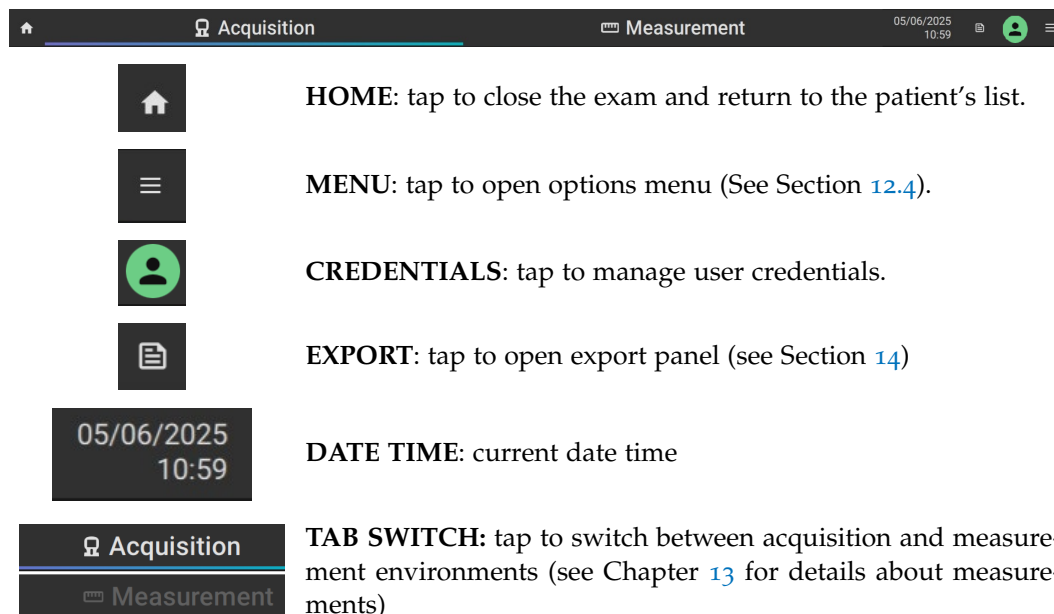 Acquisition Measurement 05/06/2025
10:59
HOME: tap to close the exam and return to the patient's list.
MENU: tap to open options menu (See Section 12.4).
CREDENTIALS: tap to manage user credentials.
EXPORT: tap to open export panel (see Section 14)
05/06/2025
10:59
DATE TIME: current date time
Acquisition
Measurement
TAB SWITCH: tap to switch between acquisition and measure-
ment environments (see Chapter 13 for details about measure-
ments)